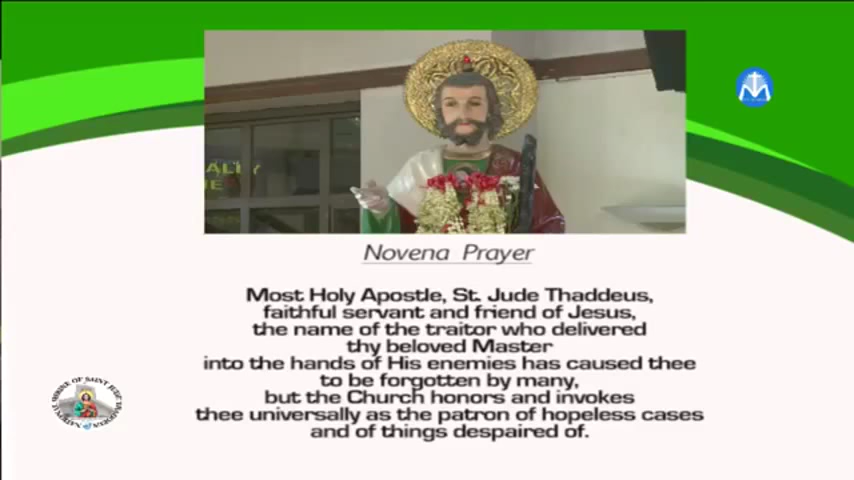 Novena Prayer
Most Holy Apostle, St. Jude Thaddeus,
faithful servant and friend of Jesus,
the name of the traitor who delivered
thy beloved Master
into the hands of His enemies has caused thee
to be forgotten by many,
but the Church honors and invokes
thee universally as the patron of hopeless cases
and of things despaired of.